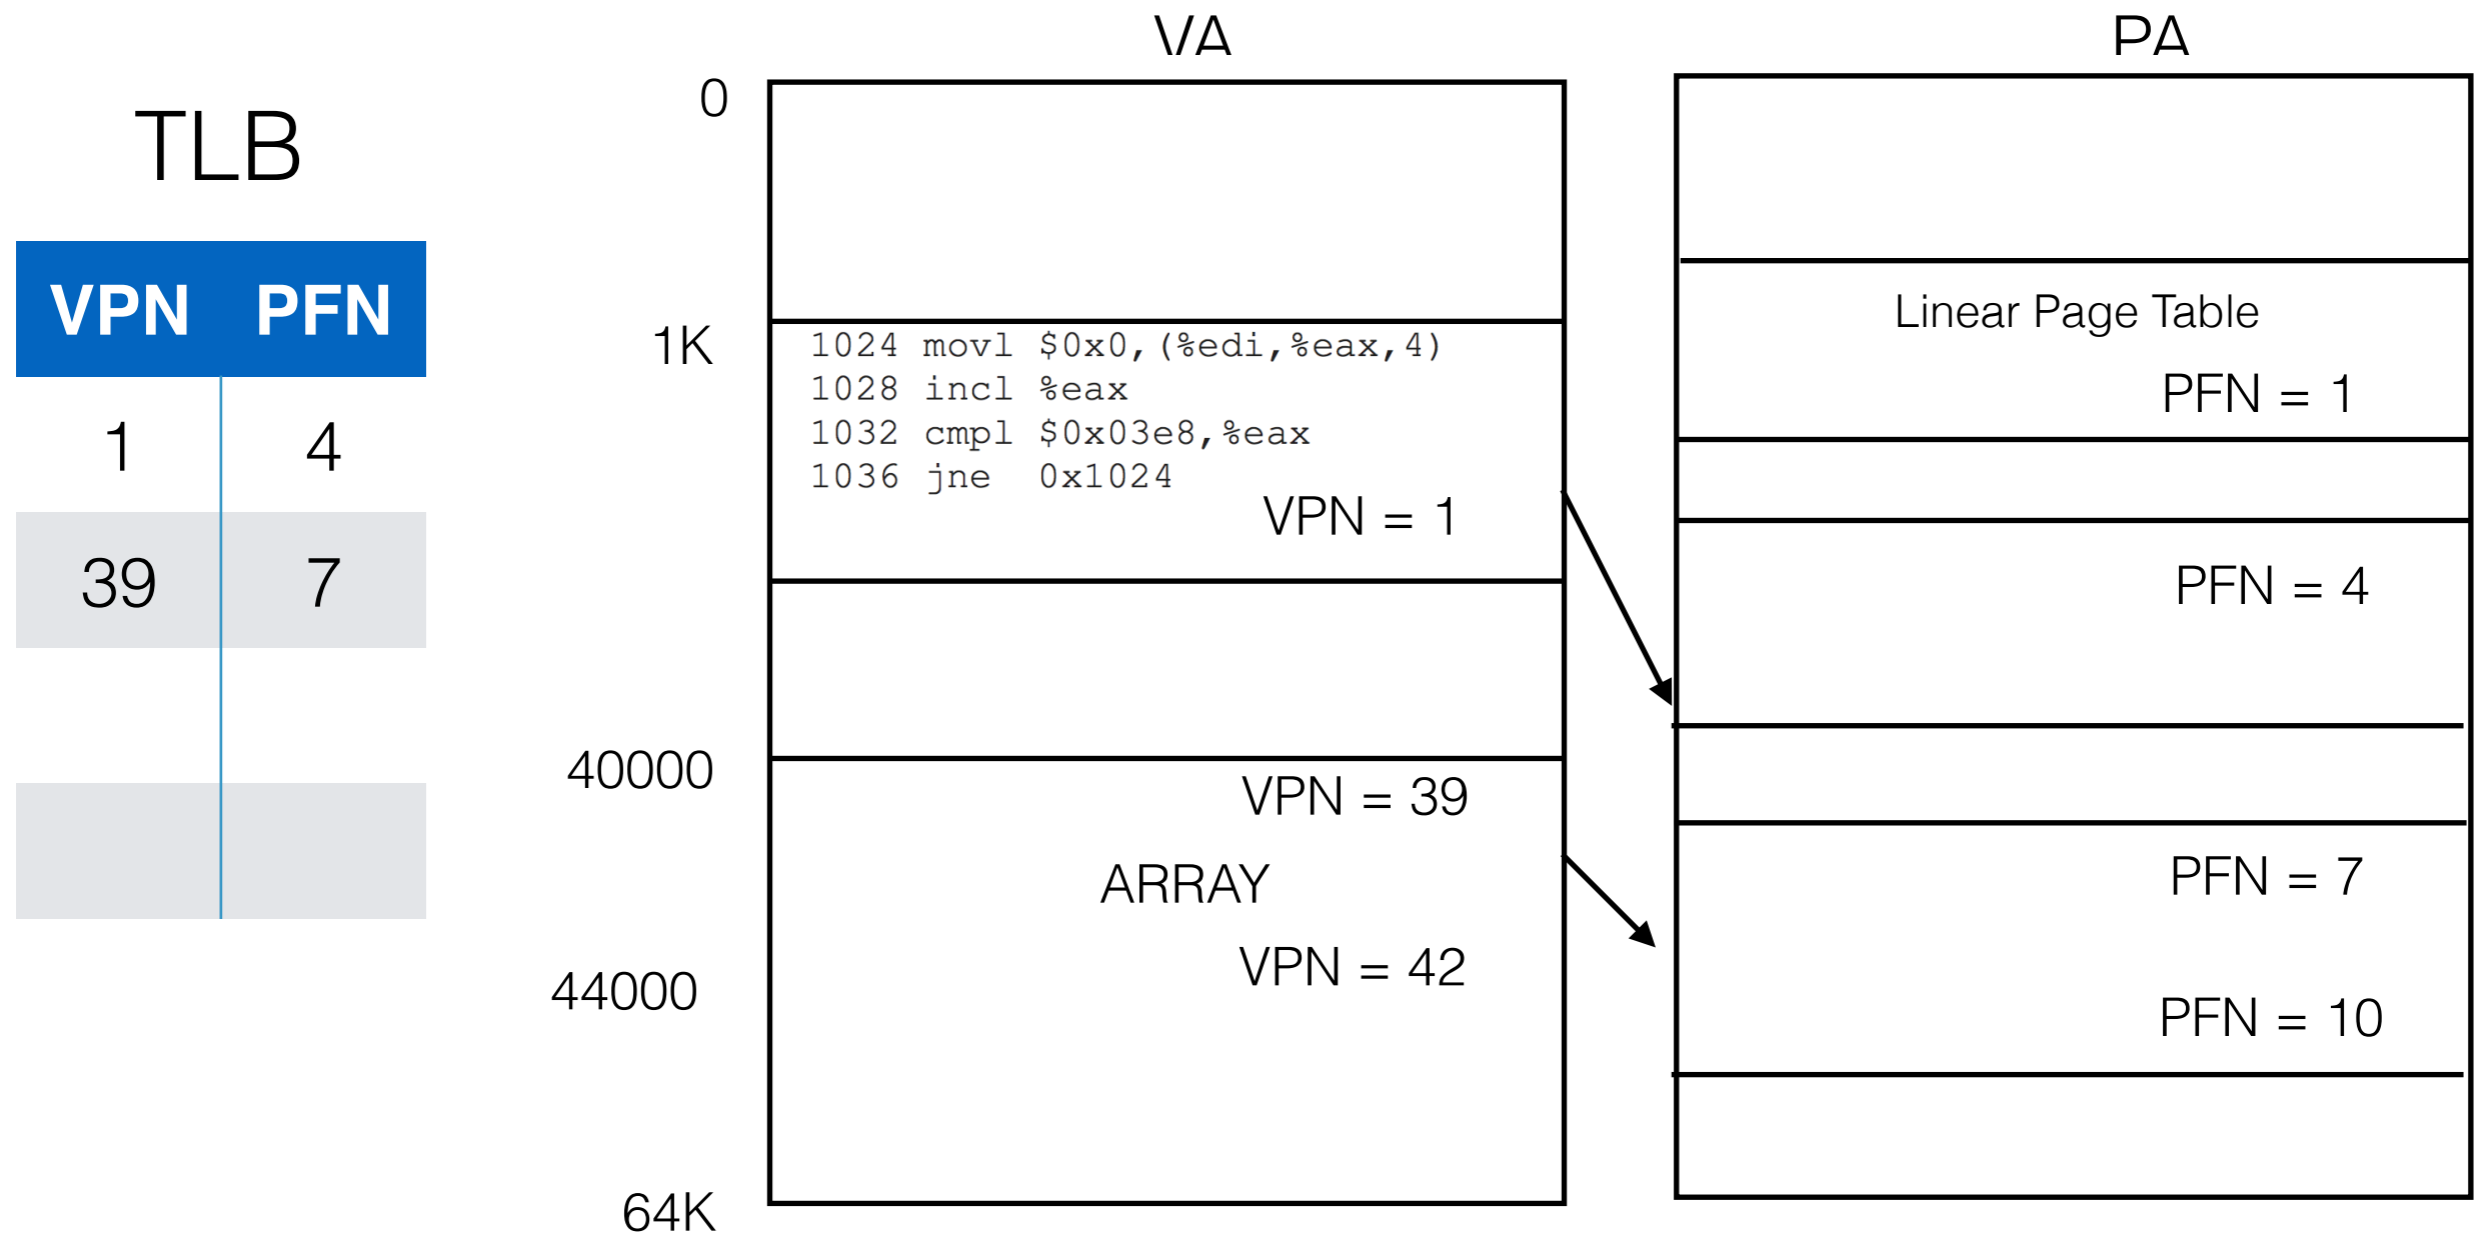 TLB
VPN PFN
1 4
39 7
VA
0
1K
1024 movl $0x0,(%edi,%eax,4)
1028 incl %eax
1032 cmpl $0x03e8,%eax
1036 jne 0x1024
VPN = 1
40000
VPN = 39
ARRAY
VPN = 42
44000
64K
PA
Linear Page Table
PFN = 1
PFN = 4
PFN = 7
PFN = 10